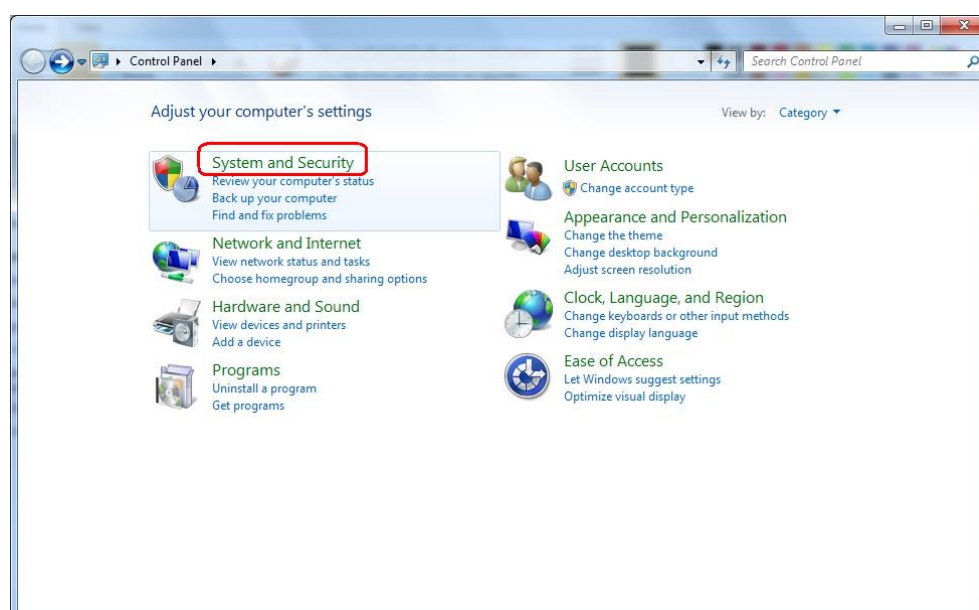 Control Panel
Search Control Panel
Adjust your computer's settings
View by: Category
System and Security
Review your computer's status
Back up your computer
Find and fix problems
Network and Internet
View network status and tasks
Choose homegroup and sharing options
Hardware and Sound
View devices and printers
Add a device
Programs
Uninstall a program
Get programs
User Accounts
Change account type
Appearance and Personalization
Change the theme
Change desktop background
Adjust screen resolution
Clock, Language, and Region
Change keyboards or other input methods
Change display language
Ease of Access
Let Windows suggest settings
Optimize visual display